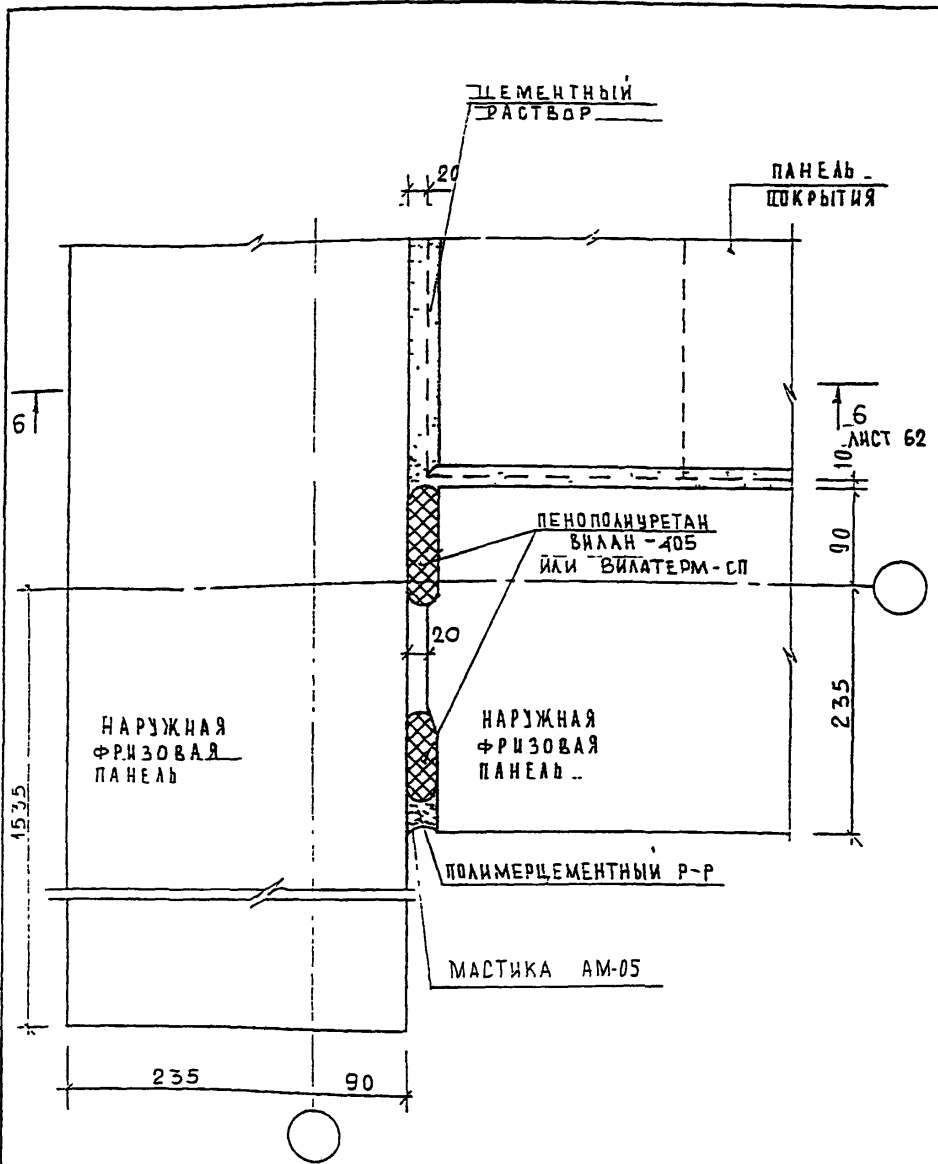 ЦЕМЕНТНЫЙ
РАСТВОР
20
ПАНЕЛЬ
ПОКРЫТИЯ
6
6
ЛИСТ 62
10
ПЕНОПОЛИУРЕТАН
ВИЛАН-405
ИЛИ ВИЛАТЕРМ-СП
90
20
235
НАРУЖНАЯ
ФРИЗОВАЯ
ПАНЕЛЬ
НАРУЖНАЯ
ФРИЗОВАЯ
ПАНЕЛЬ
1535
ПОЛИМЕРЦЕМЕНТНЫЙ Р-Р
МАСТИКА АМ-05
235
90